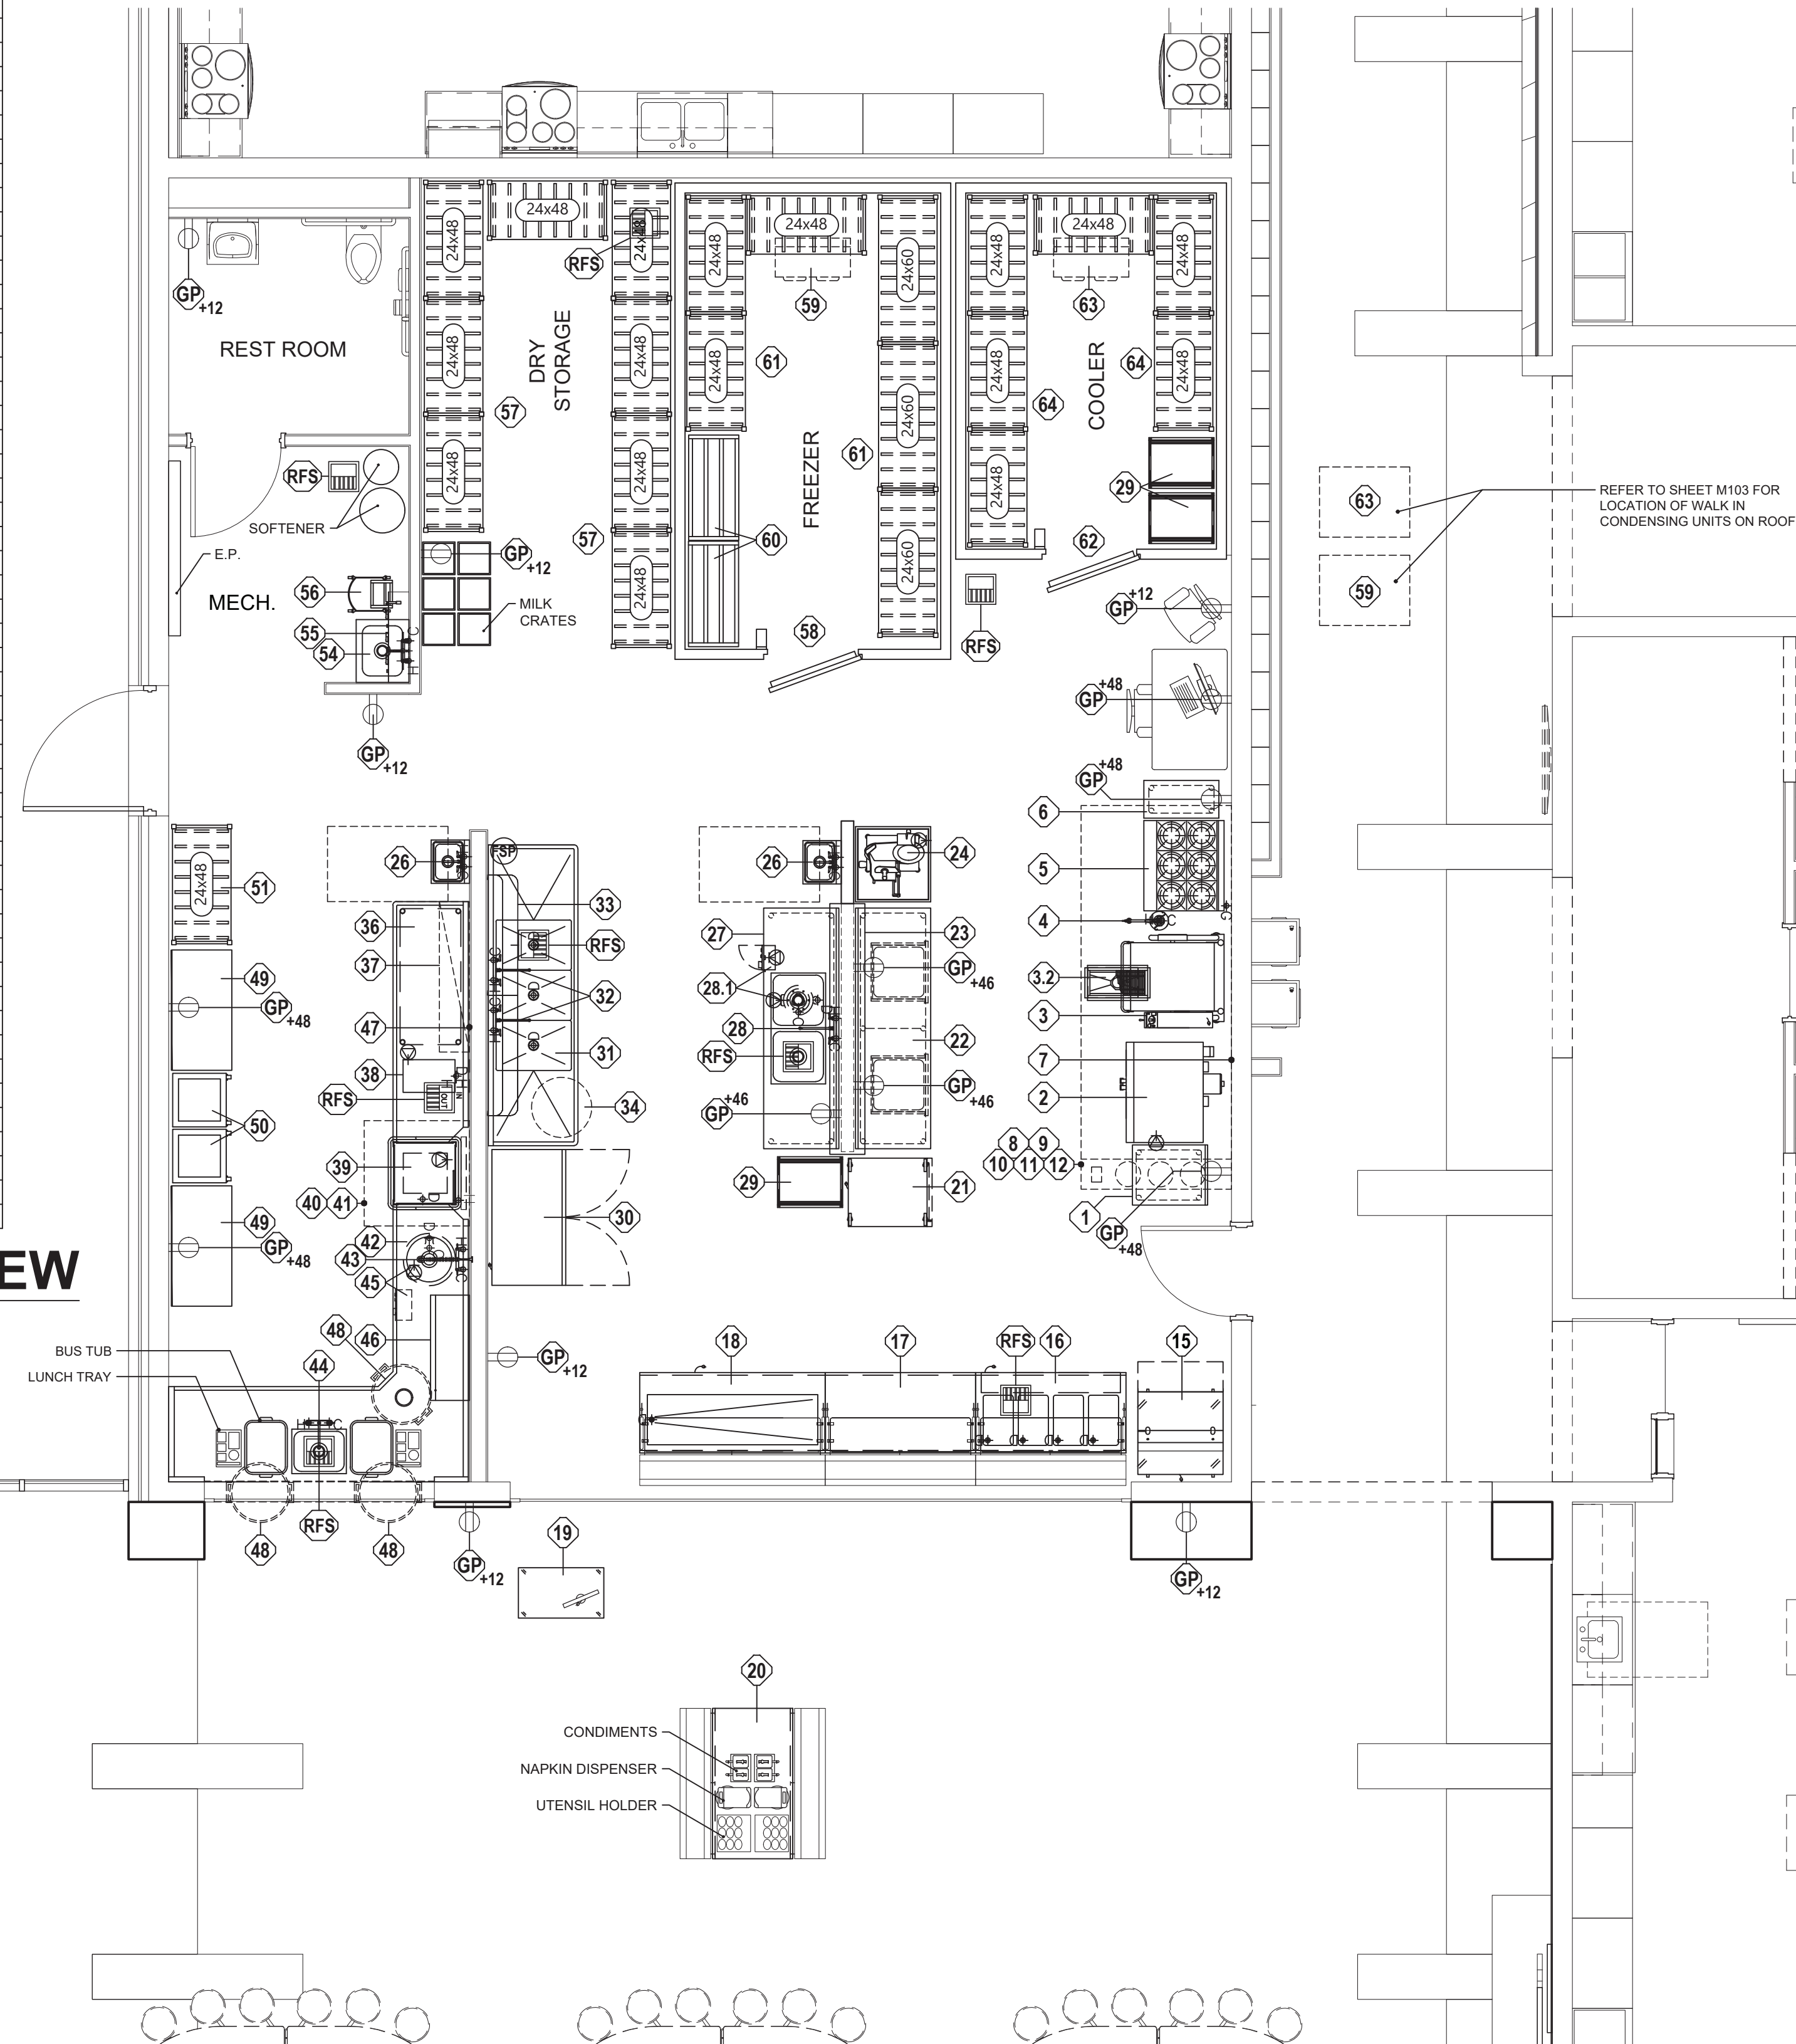 24x48
24x48
24x48
24x48
24x48
24x48
24x48
24x48
RFS
DRY
STORAGE
57
57
24x48
24x48
24x48
59
24x60
24x60
24x60
61
61
FREEZER
60
58
24x48
24x48
24x48
24x48
24x48
24x48
63
64
64
COOLER
29
62
GP
+12
REST ROOM
RFS
SOFTENER
E.P.
MECH.
56
55
54
C
H
GP
+12
MILK
CRATES
GP
+12
RFS
GP
+12
GP
+48
GP
+48
63
59
REFER TO SHEET M103 FOR
LOCATION OF WALK IN
CONDENSING UNITS ON ROOF
6
5
4
3.2
3
7
2
8
9
10
11
12
1
GP
+48
24x48
51
49
GP
+48
50
49
GP
+48
26
FSP
36
37
47
38
RFS
OUT
IN
39
40
41
42
43
45
48
46
44
33
RFS
32
31
34
30
26
24
27
23
28.1
GP
+46
28
22
RFS
GP
+46
GP
+46
29
21
EW
BUS TUB
LUNCH TRAY
H
C
GP
+12
18
17
RFS
16
15
48
RFS
48
GP
+12
19
GP
+12
20
CONDIMENTS
NAPKIN DISPENSER
UTENSIL HOLDER